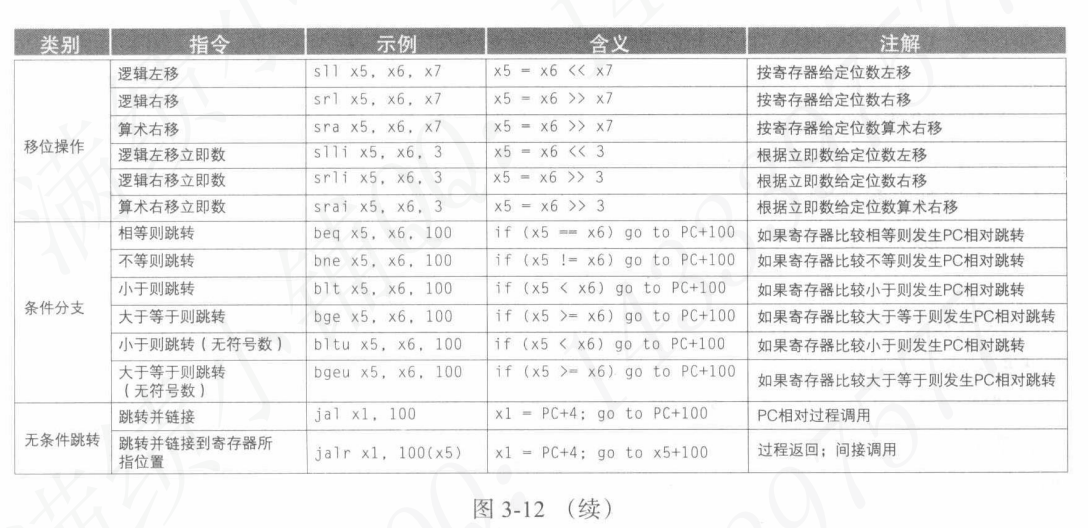 类别 指令 示例 含义 注解
移位操作 逻辑左移 sll x5, x6, x7 x5 = x6 << x7 按寄存器给定位数左移
逻辑右移 srl x5, x6, x7 x5 = x6 >> x7 按寄存器给定位数右移
算术右移 sra x5, x6, x7 x5 = x6 >> x7 按寄存器给定位数算术右移
逻辑左移立即数 slli x5, x6, 3 x5 = x6 << 3 根据立即数给定位数左移
逻辑右移立即数 srli x5, x6, 3 x5 = x6 >> 3 根据立即数给定位数右移
算术右移立即数 srai x5, x6, 3 x5 = x6 >> 3 根据立即数给定位数算术右移
条件分支 相等则跳转 beq x5, x6, 100 if (x5 == x6) go to PC+100 如果寄存器比较相等则发生PC相对跳转
不等则跳转 bne x5, x6, 100 if (x5 != x6) go to PC+100 如果寄存器比较不等则发生PC相对跳转
小于则跳转 blt x5, x6, 100 if (x5 < x6) go to PC+100 如果寄存器比较小于则发生PC相对跳转
大于等于则跳转 bge x5, x6, 100 if (x5 >= x6) go to PC+100 如果寄存器比较大于等于则发生PC相对跳转
小于则跳转（无符号数） bltu x5, x6, 100 if (x5 < x6) go to PC+100 如果寄存器比较小于则发生PC相对跳转
大于等于则跳转（无符号数） bgeu x5, x6, 100 if (x5 >= x6) go to PC+100 如果寄存器比较大于等于则发生PC相对跳转
无条件跳转 跳转并链接 jal x1, 100 x1 = PC+4; go to PC+100 PC相对过程调用
跳转并链接到寄存器所指位置 jalr x1, 100(x5) x1 = PC+4; go to x5+100 过程返回；间接调用
图 3-12 （续）